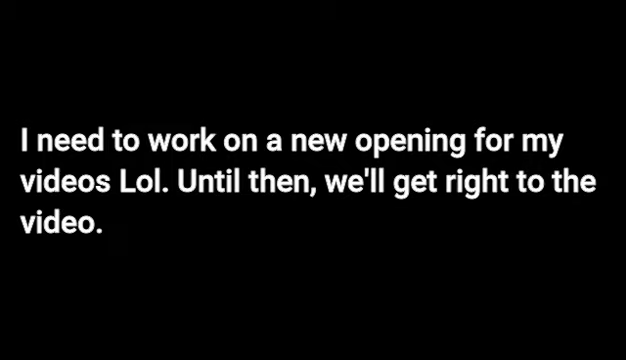 I need to work on a new opening for my
videos Lol. Until then, we'll get right to the
video.